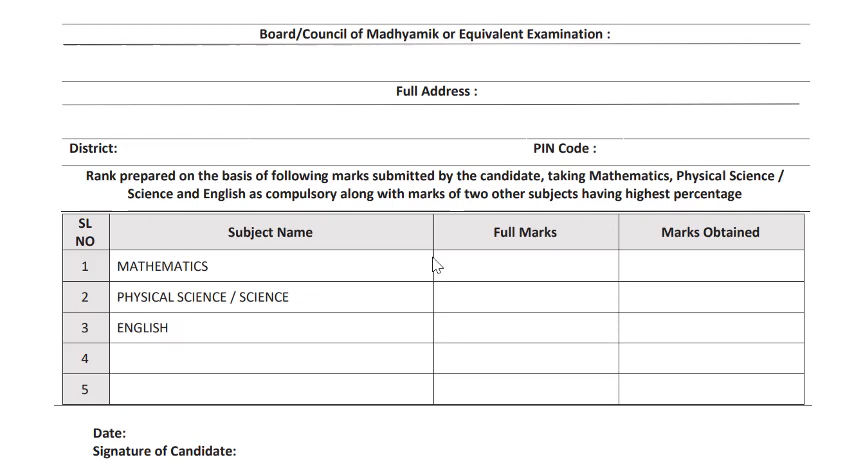 Board/Council of Madhyamik or Equivalent Examination :
Full Address :
District: PIN Code :
Rank prepared on the basis of following marks submitted by the candidate, taking Mathematics, Physical Science /
Science and English as compulsory along with marks of two other subjects having highest percentage
SL NO Subject Name Full Marks Marks Obtained
1 MATHEMATICS
2 PHYSICAL SCIENCE / SCIENCE
3 ENGLISH
4
5
Date:
Signature of Candidate: